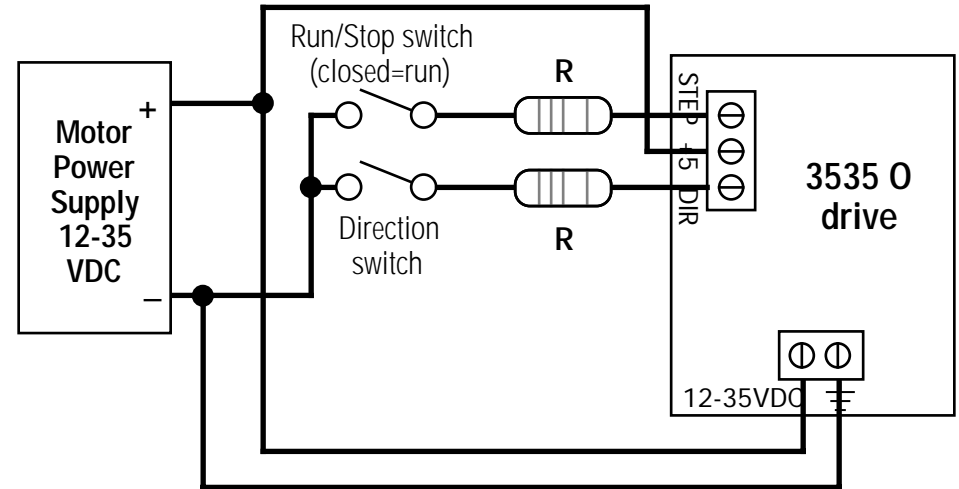 Motor
Power
Supply
12-35
VDC
+
–
Run/Stop switch
(closed=run)
R
Direction
switch
R
STEP
+5
DIR
3535 O
drive
12-35VDC